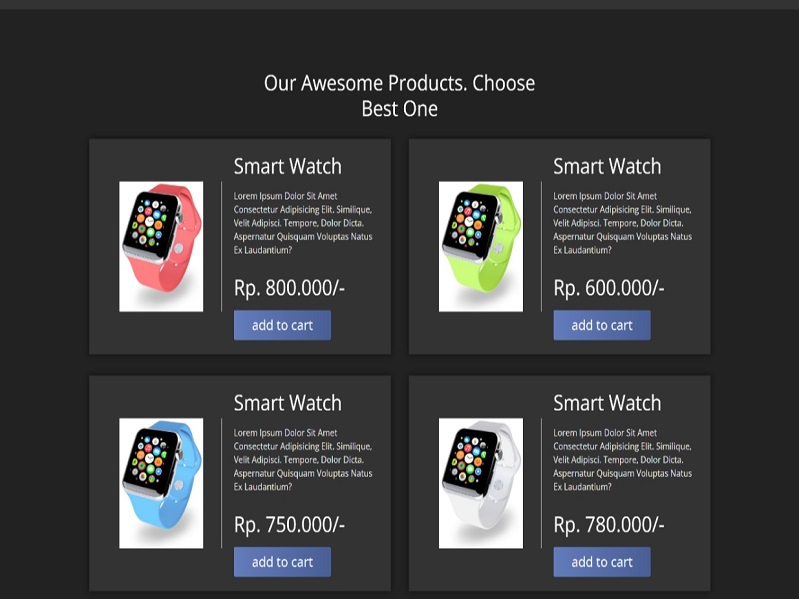 Our Awesome Products. Choose
Best One
Smart Watch
Lorem Ipsum Dolor Sit Amet
Consectetur Adipisicing Elit. Similique,
Velit Adipisci. Tempore, Dolor Dicta.
Aspernatur Quisquam Voluptas Natus
Ex Laudantium?
Rp. 800.000/-
add to cart
Smart Watch
Lorem Ipsum Dolor Sit Amet
Consectetur Adipisicing Elit. Similique,
Velit Adipisci. Tempore, Dolor Dicta.
Aspernatur Quisquam Voluptas Natus
Ex Laudantium?
Rp. 600.000/-
add to cart
Smart Watch
Lorem Ipsum Dolor Sit Amet
Consectetur Adipisicing Elit. Similique,
Velit Adipisci. Tempore, Dolor Dicta.
Aspernatur Quisquam Voluptas Natus
Ex Laudantium?
Rp. 750.000/-
add to cart
Smart Watch
Lorem Ipsum Dolor Sit Amet
Consectetur Adipisicing Elit. Similique,
Velit Adipisci. Tempore, Dolor Dicta.
Aspernatur Quisquam Voluptas Natus
Ex Laudantium?
Rp. 780.000/-
add to cart